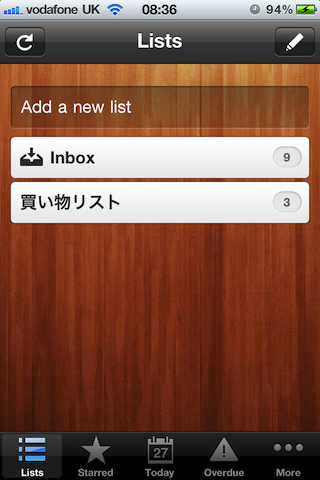 vodafone UK 08:36 94%
Lists
Add a new list
Inbox 9
買い物リスト 3
27
Lists Starred Today Overdue More